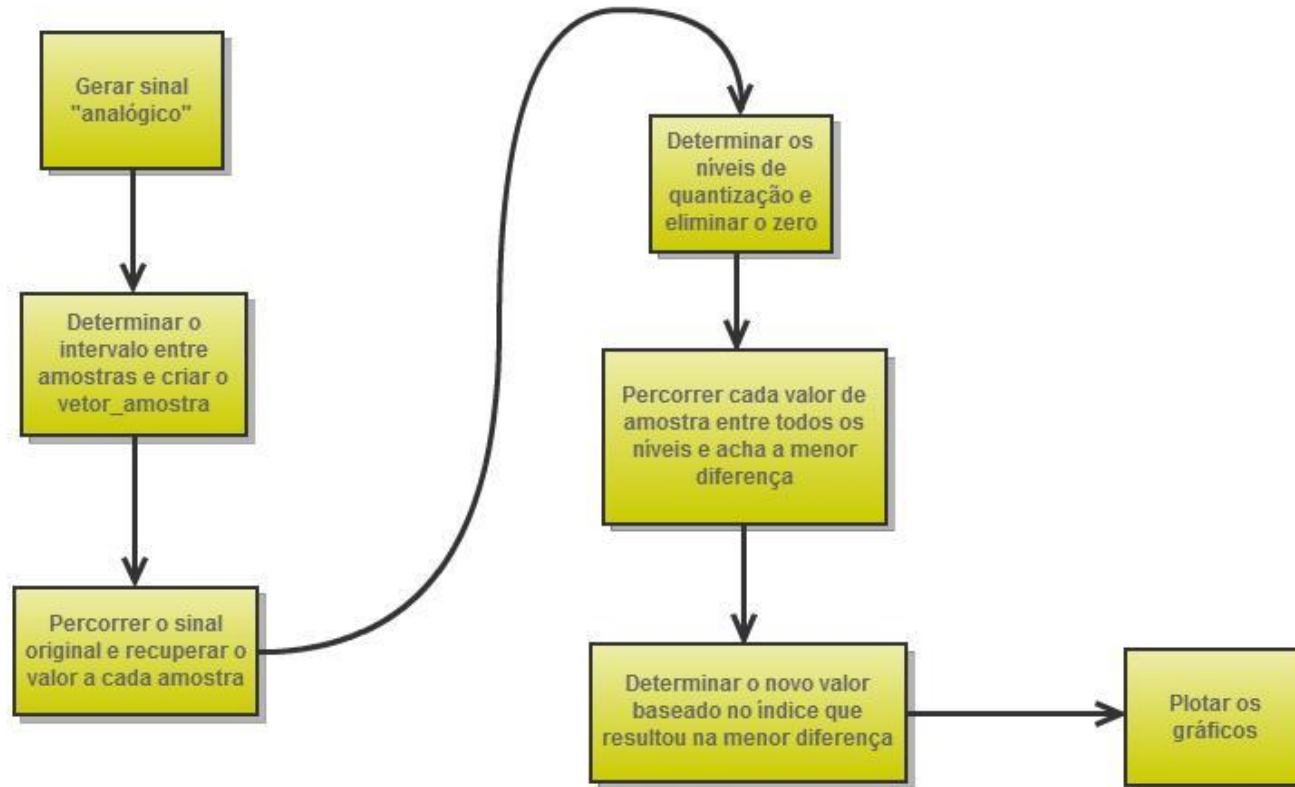 Gerar sinal
"analógico"
Determinar o
intervalo entre
amostras e criar o
vetor_amostra
Percorrer o sinal
original e recuperar o
valor a cada amostra
Determinar os
níveis de
quantização e
eliminar o zero
Percorrer cada valor de
amostra entre todos os
níveis e acha a menor
diferença
Determinar o novo valor
baseado no índice que
resultou na menor diferença
Plotar os
gráficos